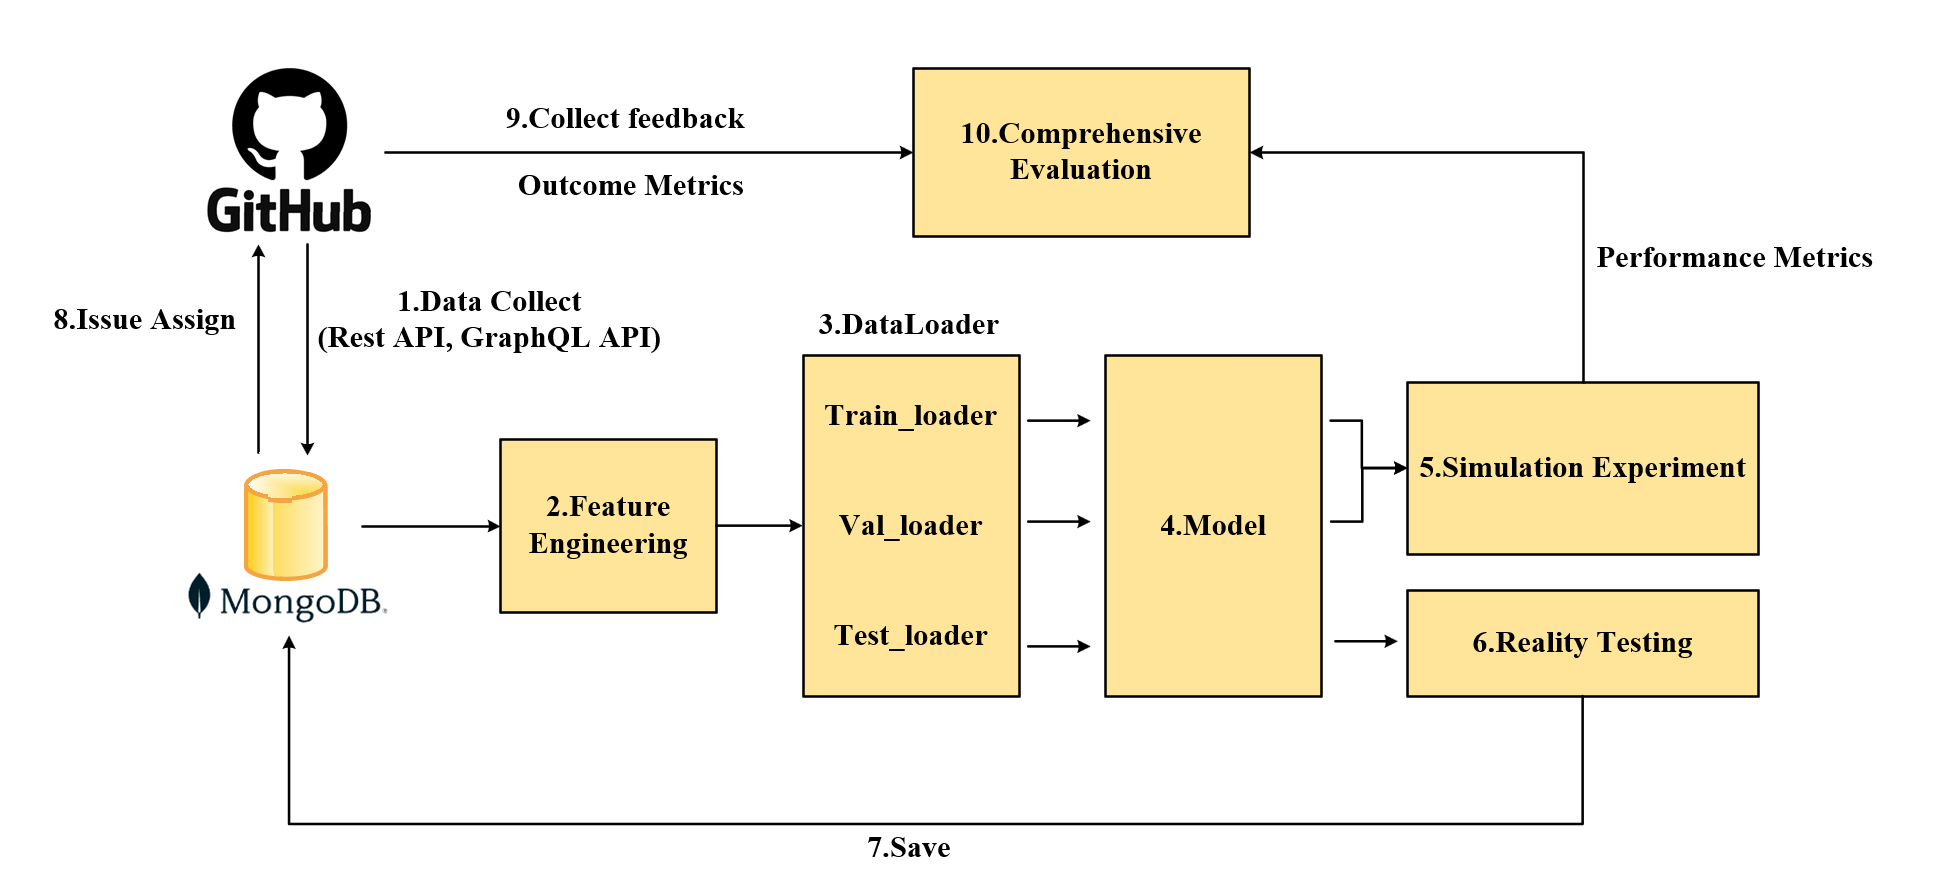 GitHub
9.Collect feedback
Outcome Metrics
10.Comprehensive
Evaluation
Performance Metrics
8.Issue Assign
1.Data Collect
(Rest API, GraphQL API)
3.DataLoader
Train_loader
Val_loader
Test_loader
2.Feature
Engineering
4.Model
5.Simulation Experiment
6.Reality Testing
MongoDB®
7.Save